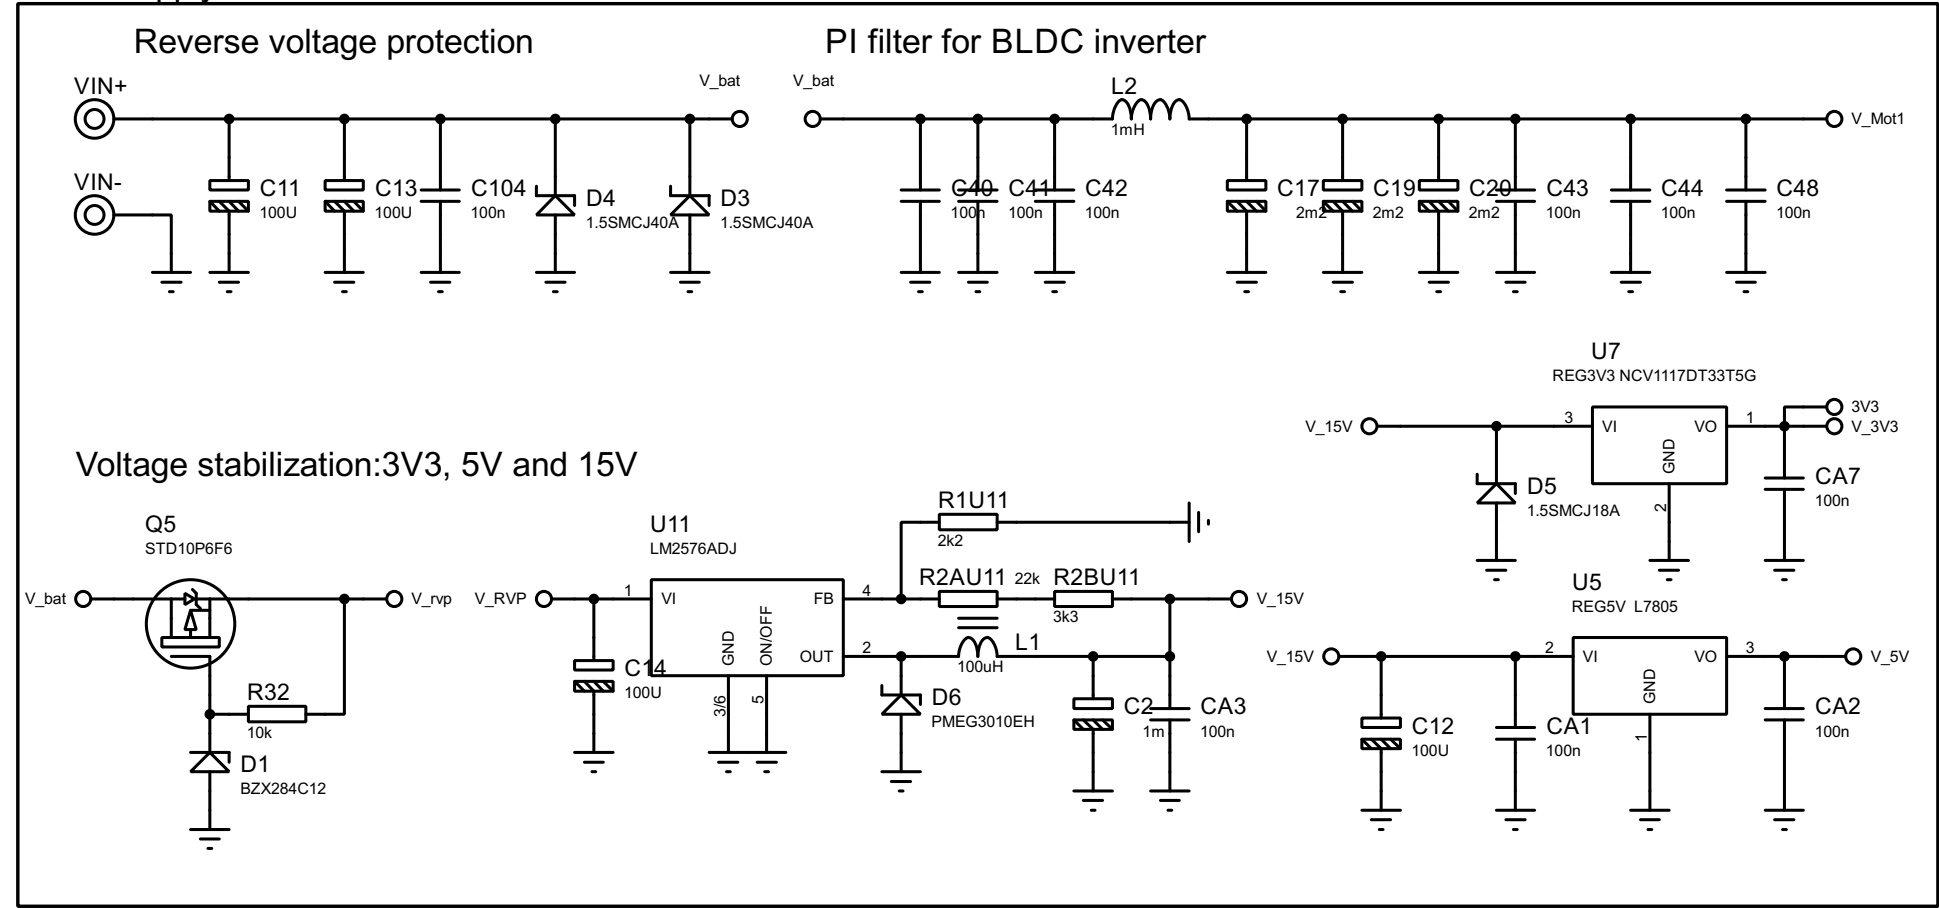 Reverse voltage protection
PI filter for BLDC inverter
VIN+
V_bat
V_bat
L2
1mH
V_Mot1
VIN-
C11
100U
C13
100U
C104
100n
D4
1.5SMCJ40A
D3
1.5SMCJ40A
C40
100n
C41
100n
C42
100n
C17
2m2
C19
2m2
C20
2m2
C43
100n
C44
100n
C48
100n
U7
REG3V3 NCV1117DT33T5G
V_15V
3
VI
VO
GND
2
1
3V3
V_3V3
D5
1.5SMCJ18A
CA7
100n
Voltage stabilization:3V3, 5V and 15V
Q5
STD10P6F6
V_bat
V_rvp
R32
10k
D1
BZX284C12
U11
LM2576ADJ
V_RVP
1
VI
FB
4
GND
ON/OFF
OUT
2
3/6
5
C14
100U
R1U11
2k2
R2AU11
22k
R2BU11
3k3
V_15V
L1
100uH
D6
PMEG3010EH
C2
1m
CA3
100n
U5
REG5V L7805
V_15V
2
VI
VO
GND
1
3
V_5V
C12
100U
CA1
100n
CA2
100n